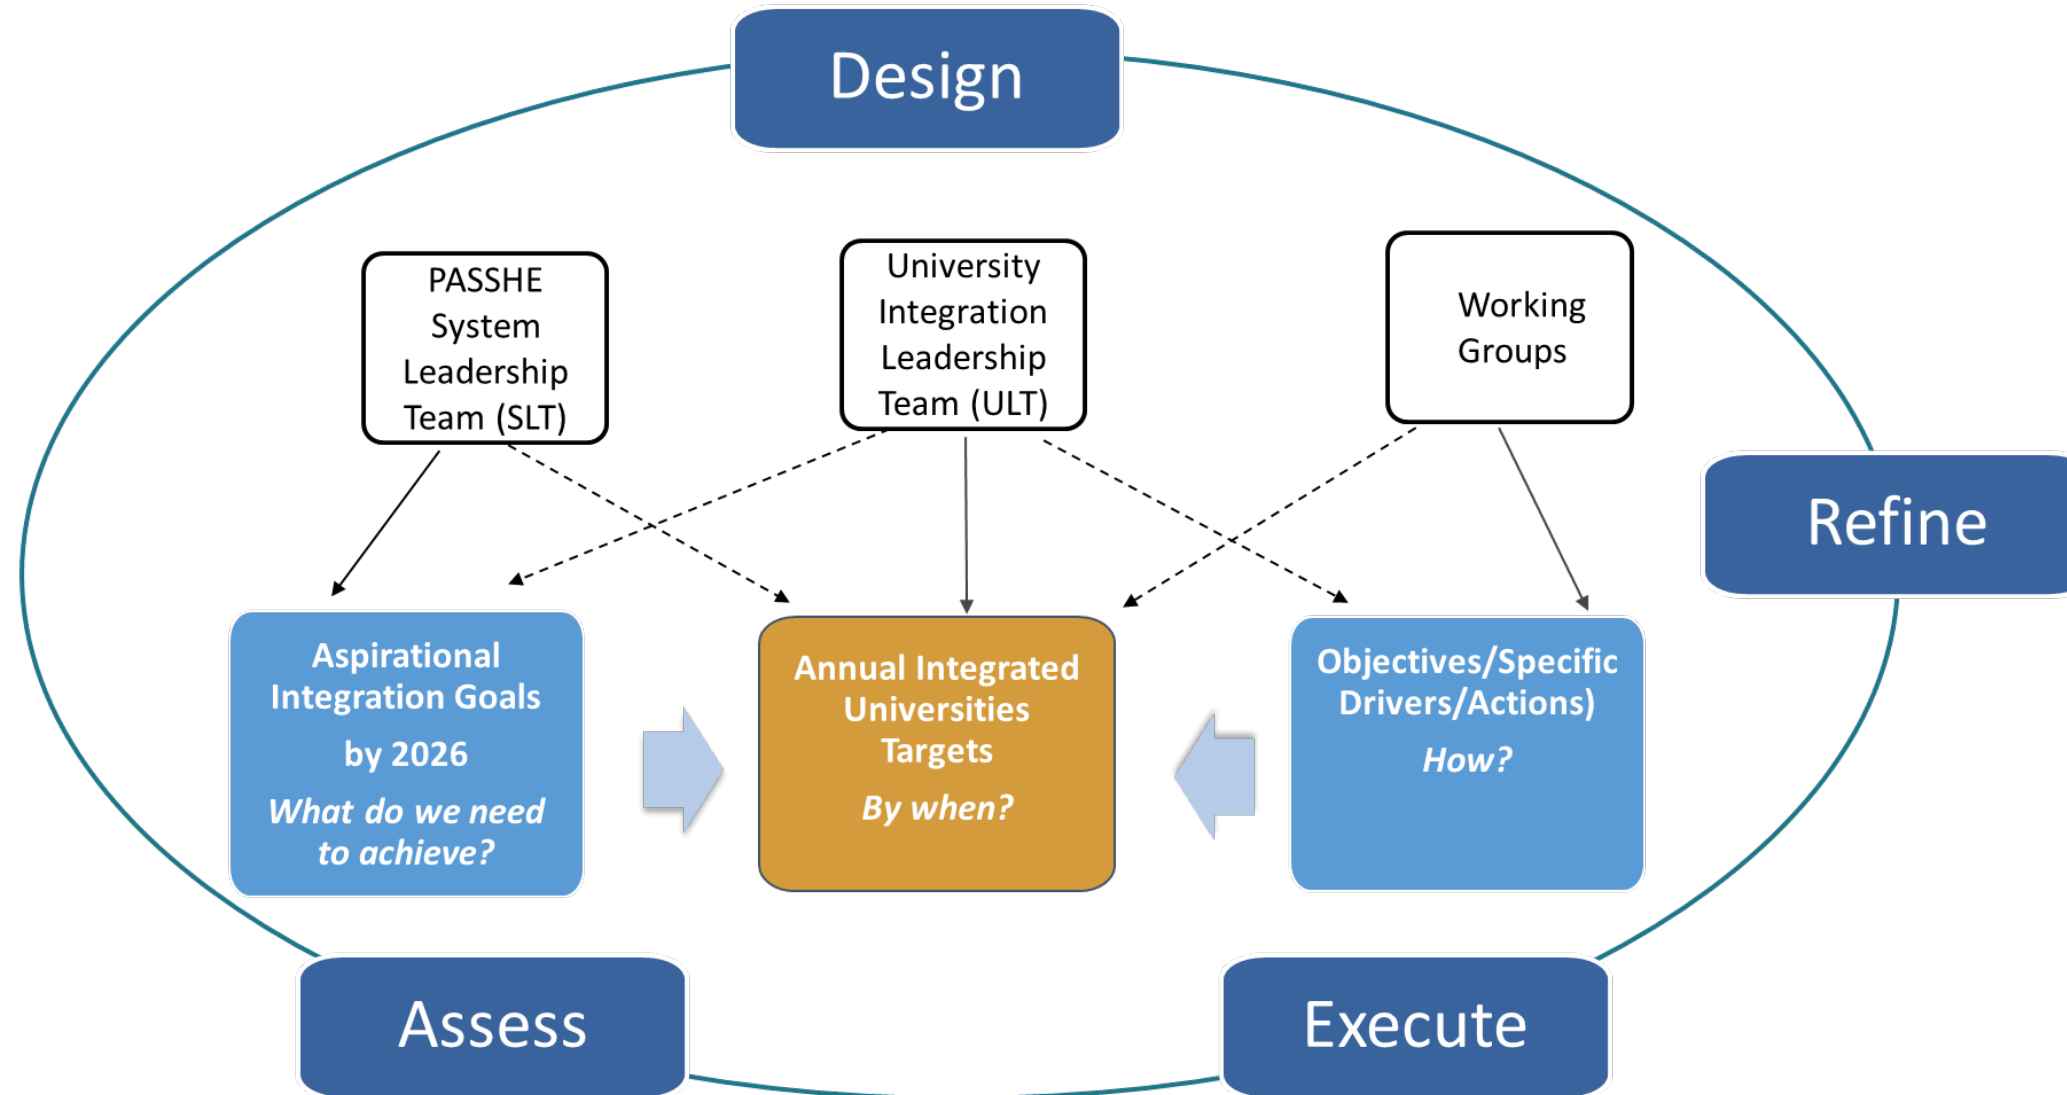 Design
PASSHE
System
Leadership
Team (SLT)
University
Integration
Leadership
Team (ULT)
Working
Groups
Refine
Aspirational
Integration Goals
by 2026
What do we need
to achieve?
Annual Integrated
Universities
Targets
By when?
Objectives/Specific
Drivers/Actions)
How?
Assess
Execute